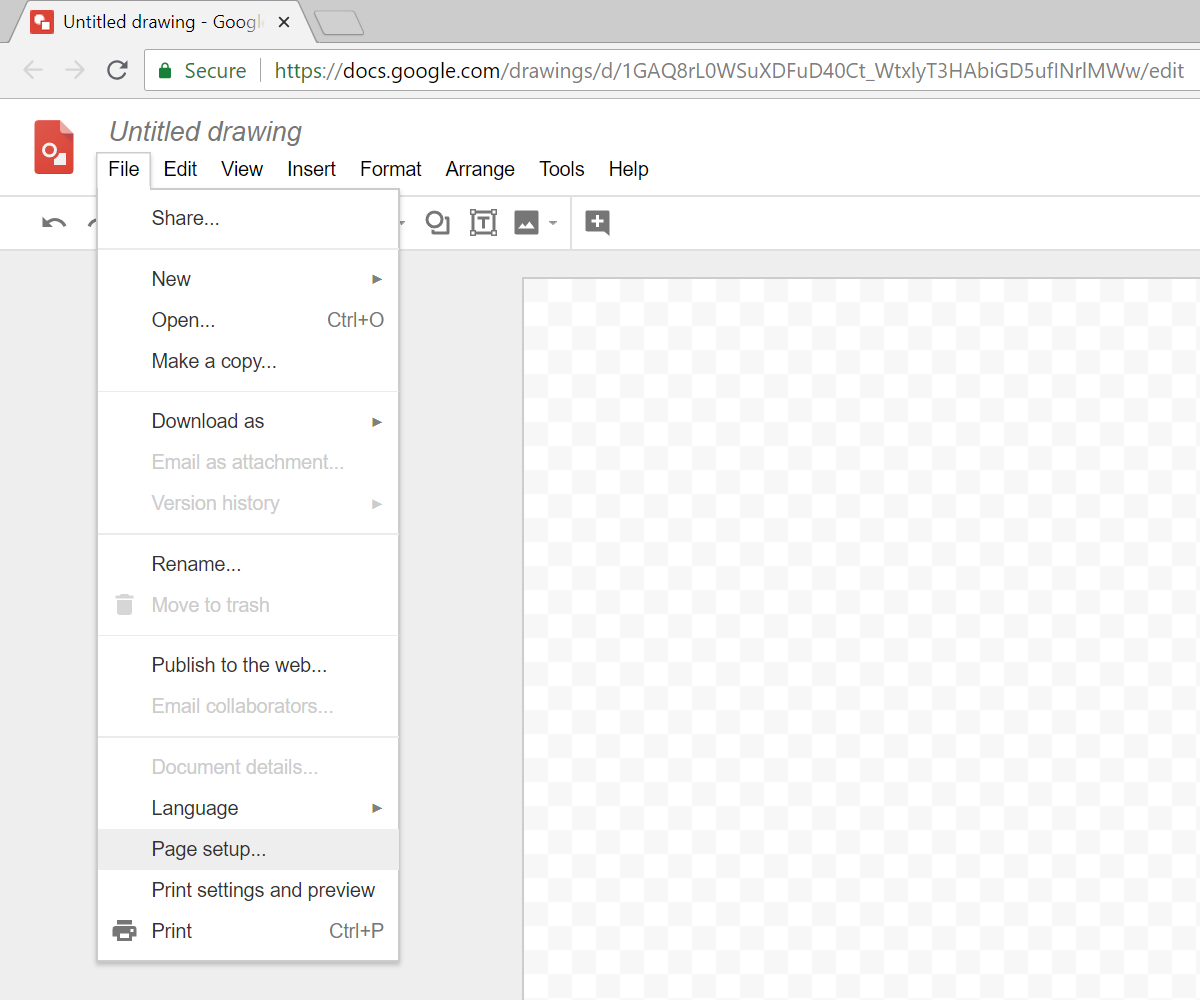 Untitled drawing - Googl
Secure
https://docs.google.com/drawings/d/1GAQ8rL0WSuXDFuD40Ct_WtxlyT3HAbiGD5ufINrlMWw/edit
Untitled drawing
File Edit View Insert Format Arrange Tools Help
Share...
New
Open... Ctrl+O
Make a copy...
Download as
Email as attachment...
Version history
Rename...
Move to trash
Publish to the web...
Email collaborators...
Document details...
Language
Page setup...
Print settings and preview
Print Ctrl+P